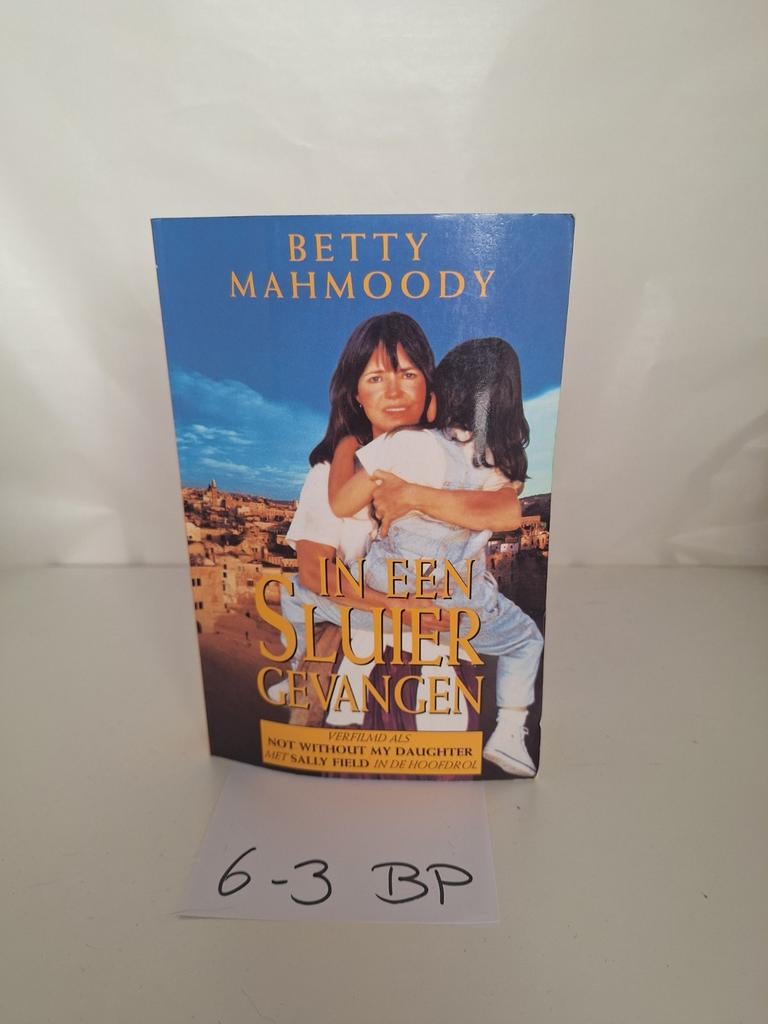 BETTY
MAHMOODY
IN EEN
SLUIER
GEVANGEN
VERFILMD ALS
NOT WITHOUT MY DAUGHTER
MET SALLY FIELD IN DE HOOFDROL
6-3 BP